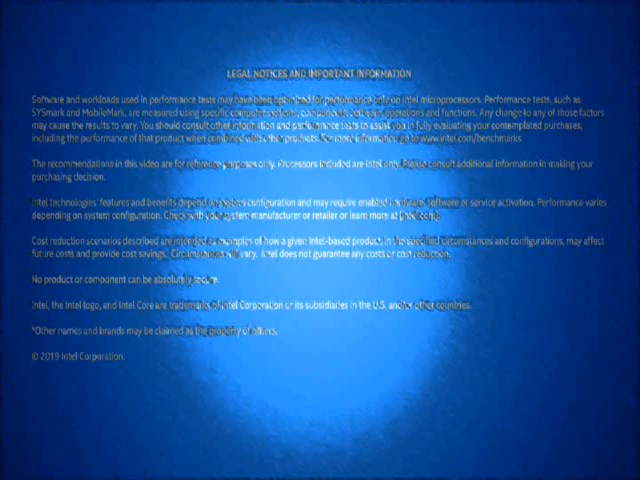 LEGAL NOTICES AND IMPORTANT INFORMATION
Software and workloads used in performance tests may have been optimized for performance only on Intel microprocessors. Performance tests, such as
SYSmark and MobileMark, are measured using specific computer systems, components, software, operations and functions. Any change to any of those factors
may cause the results to vary. You should consult other information and performance tests to assist you in fully evaluating your contemplated purchases,
including the performance of that product when combined with other products. For more information go to www.intel.com/benchmarks
The recommendations in this video are for reference purposes only. Processors included are Intel only. Please consult additional information in making your
purchasing decision.
Intel technologies' features and benefits depend on system configuration and may require enabled hardware, software or service activation. Performance varies
depending on system configuration. Check with your system manufacturer or retailer or learn more at [intel.com].
Cost reduction scenarios described are intended as examples of how a given Intel-based product, in the specified circumstances and configurations, may affect
future costs and provide cost savings. Circumstances will vary. Intel does not guarantee any costs or cost reduction.
No product or component can be absolutely secure.
Intel, the Intel logo, and Intel Core are trademarks of Intel Corporation or its subsidiaries in the U.S. and/or other countries.
*Other names and brands may be claimed as the property of others.
© 2019 Intel Corporation.